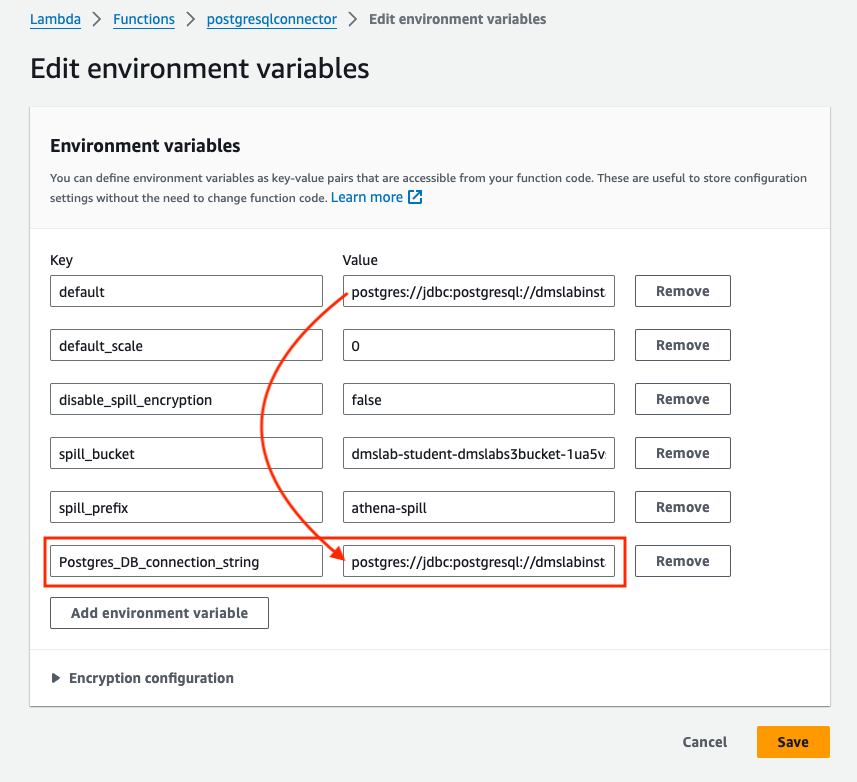 Lambda > Functions > postgresqlconnector > Edit environment variables
Edit environment variables
Environment variables
You can define environment variables as key-value pairs that are accessible from your function code. These are useful to store configuration
settings without the need to change function code. Learn more
Key Value
default postgres://jdbc:postgresql://dmslabinst Remove
default_scale 0 Remove
disable_spill_encryption false Remove
spill_bucket dmslab-student-dmslabs3bucket-1ua5v Remove
spill_prefix athena-spill Remove
Postgres_DB_connection_string postgres://jdbc:postgresql://dmslabinst Remove
Add environment variable
Encryption configuration
Cancel Save